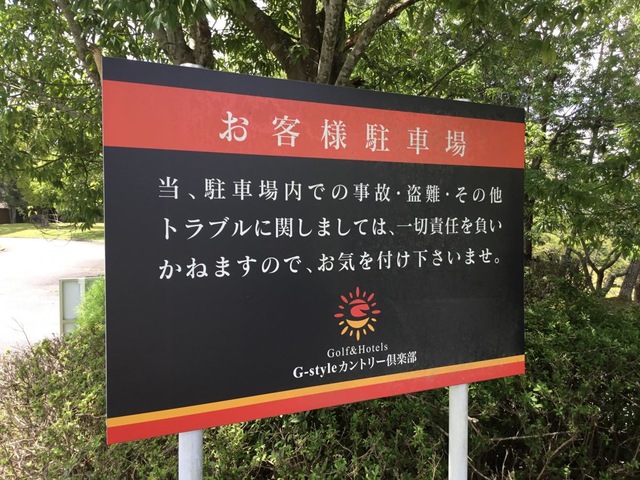 お客様駐車場
当、駐車場内での事故・盗難・その他
トラブルに関しましては、一切責任を負い
かねますので、お気を付け下さいませ。
Golf&Hotels
G-styleカントリー倶楽部